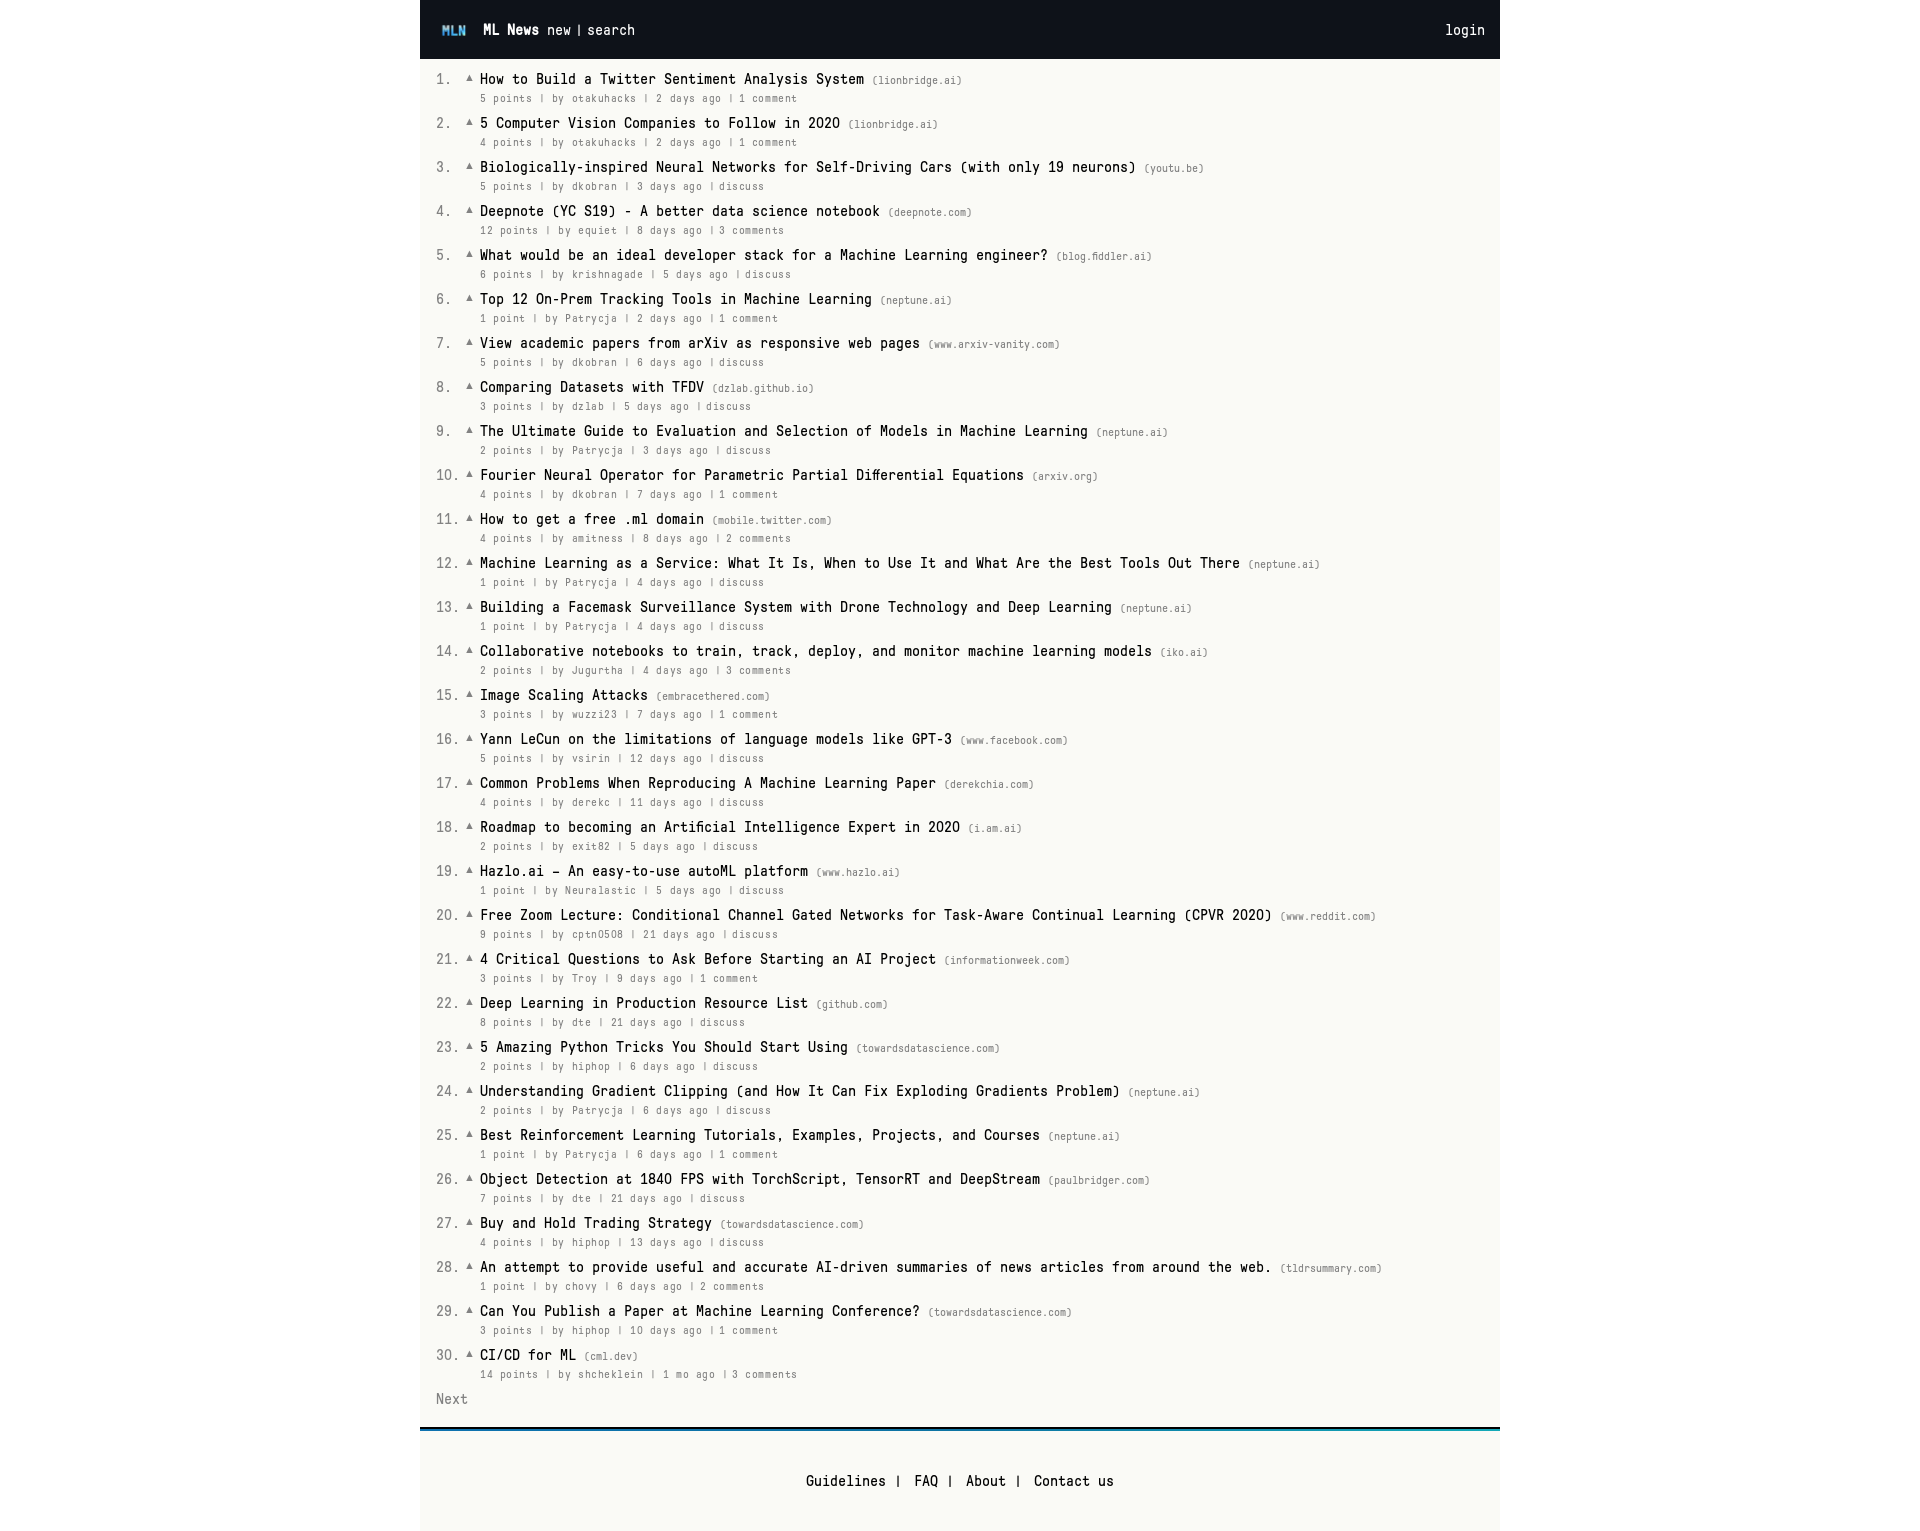 MLN ML News new | search login
1. ▲ How to Build a Twitter Sentiment Analysis System (lionbridge.ai)
5 points | by otakuhacks | 2 days ago | 1 comment
2. ▲ 5 Computer Vision Companies to Follow in 2020 (lionbridge.ai)
4 points | by otakuhacks | 2 days ago | 1 comment
3. ▲ Biologically-inspired Neural Networks for Self-Driving Cars (with only 19 neurons) (youtu.be)
5 points | by dkobran | 3 days ago | discuss
4. ▲ Deepnote (YC S19) - A better data science notebook (deepnote.com)
12 points | by equiet | 8 days ago | 3 comments
5. ▲ What would be an ideal developer stack for a Machine Learning engineer? (blog.fiddler.ai)
6 points | by krishnagade | 5 days ago | discuss
6. ▲ Top 12 On-Prem Tracking Tools in Machine Learning (neptune.ai)
1 point | by Patrycja | 2 days ago | 1 comment
7. ▲ View academic papers from arXiv as responsive web pages (www.arxiv-vanity.com)
5 points | by dkobran | 6 days ago | discuss
8. ▲ Comparing Datasets with TFDV (dzlab.github.io)
3 points | by dzlab | 5 days ago | discuss
9. ▲ The Ultimate Guide to Evaluation and Selection of Models in Machine Learning (neptune.ai)
2 points | by Patrycja | 3 days ago | discuss
10. ▲ Fourier Neural Operator for Parametric Partial Differential Equations (arxiv.org)
4 points | by dkobran | 7 days ago | 1 comment
11. ▲ How to get a free .ml domain (mobile.twitter.com)
4 points | by amitness | 8 days ago | 2 comments
12. ▲ Machine Learning as a Service: What It Is, When to Use It and What Are the Best Tools Out There (neptune.ai)
1 point | by Patrycja | 4 days ago | discuss
13. ▲ Building a Facemask Surveillance System with Drone Technology and Deep Learning (neptune.ai)
1 point | by Patrycja | 4 days ago | discuss
14. ▲ Collaborative notebooks to train, track, deploy, and monitor machine learning models (iko.ai)
2 points | by Jugurtha | 4 days ago | 3 comments
15. ▲ Image Scaling Attacks (embracethered.com)
3 points | by wuzzi23 | 7 days ago | 1 comment
16. ▲ Yann LeCun on the limitations of language models like GPT-3 (www.facebook.com)
5 points | by vsirin | 12 days ago | discuss
17. ▲ Common Problems When Reproducing A Machine Learning Paper (derekchia.com)
4 points | by derekc | 11 days ago | discuss
18. ▲ Roadmap to becoming an Artificial Intelligence Expert in 2020 (i.am.ai)
2 points | by exit82 | 5 days ago | discuss
19. ▲ Hazlo.ai – An easy-to-use autoML platform (www.hazlo.ai)
1 point | by Neuralastic | 5 days ago | discuss
20. ▲ Free Zoom Lecture: Conditional Channel Gated Networks for Task-Aware Continual Learning (CPVR 2020) (www.reddit.com)
9 points | by cptn0508 | 21 days ago | discuss
21. ▲ 4 Critical Questions to Ask Before Starting an AI Project (informationweek.com)
3 points | by Troy | 9 days ago | 1 comment
22. ▲ Deep Learning in Production Resource List (github.com)
8 points | by dte | 21 days ago | discuss
23. ▲ 5 Amazing Python Tricks You Should Start Using (towardsdatascience.com)
2 points | by hiphop | 6 days ago | discuss
24. ▲ Understanding Gradient Clipping (and How It Can Fix Exploding Gradients Problem) (neptune.ai)
2 points | by Patrycja | 6 days ago | discuss
25. ▲ Best Reinforcement Learning Tutorials, Examples, Projects, and Courses (neptune.ai)
1 point | by Patrycja | 6 days ago | 1 comment
26. ▲ Object Detection at 1840 FPS with TorchScript, TensorRT and DeepStream (paulbridger.com)
7 points | by dte | 21 days ago | discuss
27. ▲ Buy and Hold Trading Strategy (towardsdatascience.com)
4 points | by hiphop | 13 days ago | discuss
28. ▲ An attempt to provide useful and accurate AI-driven summaries of news articles from around the web. (tldrsummary.com)
1 point | by chovy | 6 days ago | 2 comments
29. ▲ Can You Publish a Paper at Machine Learning Conference? (towardsdatascience.com)
3 points | by hiphop | 10 days ago | 1 comment
30. ▲ CI/CD for ML (cml.dev)
14 points | by shcheklein | 1 mo ago | 3 comments
Next
Guidelines | FAQ | About | Contact us